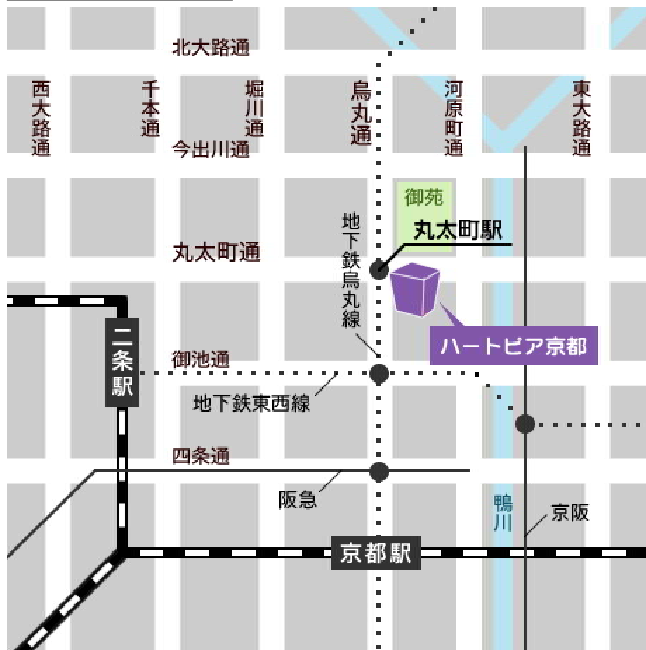 北大路通
西大路通
千本通
堀川通
烏丸通
河原町通
東大路通
今出川通
御苑
丸太町駅
丸太町通
地下鉄烏丸線
ハートピア京都
二条駅
御池通
地下鉄東西線
四条通
阪急
鴨川
京阪
京都駅